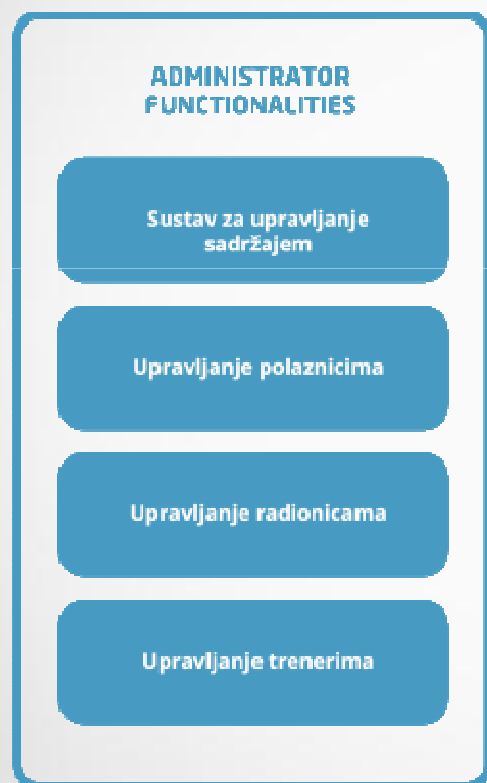 ADMINISTRATOR
FUNCTIONALITIES
Sustav za upravljanje
sadržajem
Upravljanje polaznicima
Upravljanje radionicama
Upravljanje trenerima